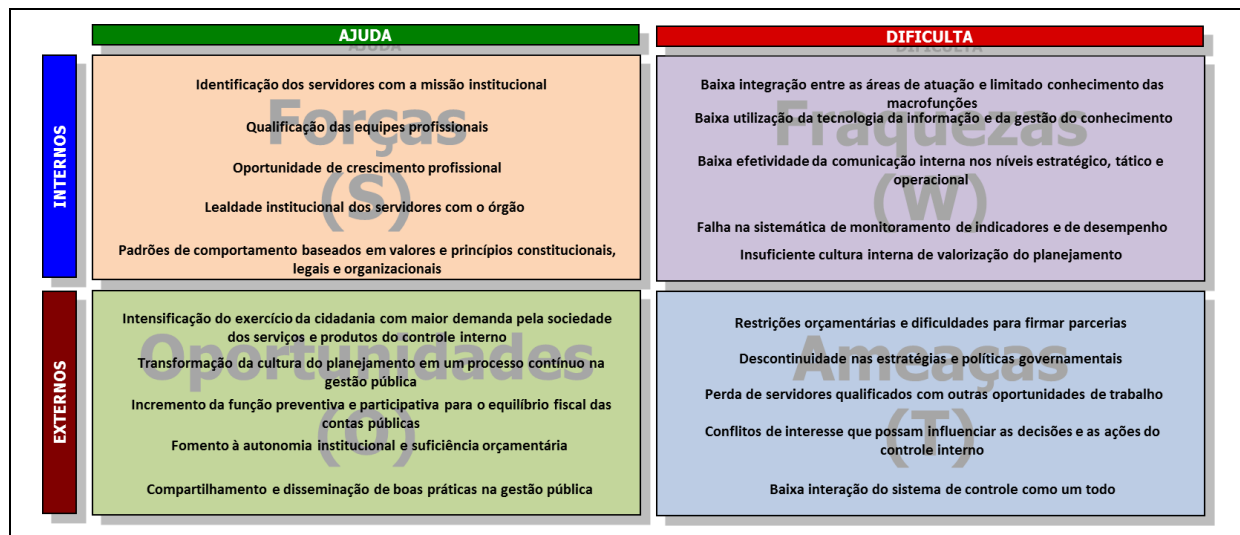 AJUDA
DIFICULTA
INTERNOS
Forças
(S)
Identificação dos servidores com a missão institucional
Qualificação das equipes profissionais
Oportunidade de crescimento profissional
Lealdade institucional dos servidores com o órgão
Padrões de comportamento baseados em valores e princípios constitucionais,
legais e organizacionais
Fraquezas
(W)
Baixa integração entre as áreas de atuação e limitado conhecimento das
macrofunções
Baixa utilização da tecnologia da informação e da gestão do conhecimento
Baixa efetividade da comunicação interna nos níveis estratégico, tático e
operacional
Falha na sistemática de monitoramento de indicadores e de desempenho
Insuficiente cultura interna de valorização do planejamento
EXTERNOS
Oportunidades
(O)
Intensificação do exercício da cidadania com maior demanda pela sociedade
dos serviços e produtos do controle interno
Transformação da cultura do planejamento em um processo contínuo na
gestão pública
Incremento da função preventiva e participativa para o equilíbrio fiscal das
contas públicas
Fomento à autonomia institucional e suficiência orçamentária
Compartilhamento e disseminação de boas práticas na gestão pública
Ameaças
(T)
Restrições orçamentárias e dificuldades para firmar parcerias
Descontinuidade nas estratégias e políticas governamentais
Perda de servidores qualificados com outras oportunidades de trabalho
Conflitos de interesse que possam influenciar as decisões e as ações do
controle interno
Baixa interação do sistema de controle como um todo